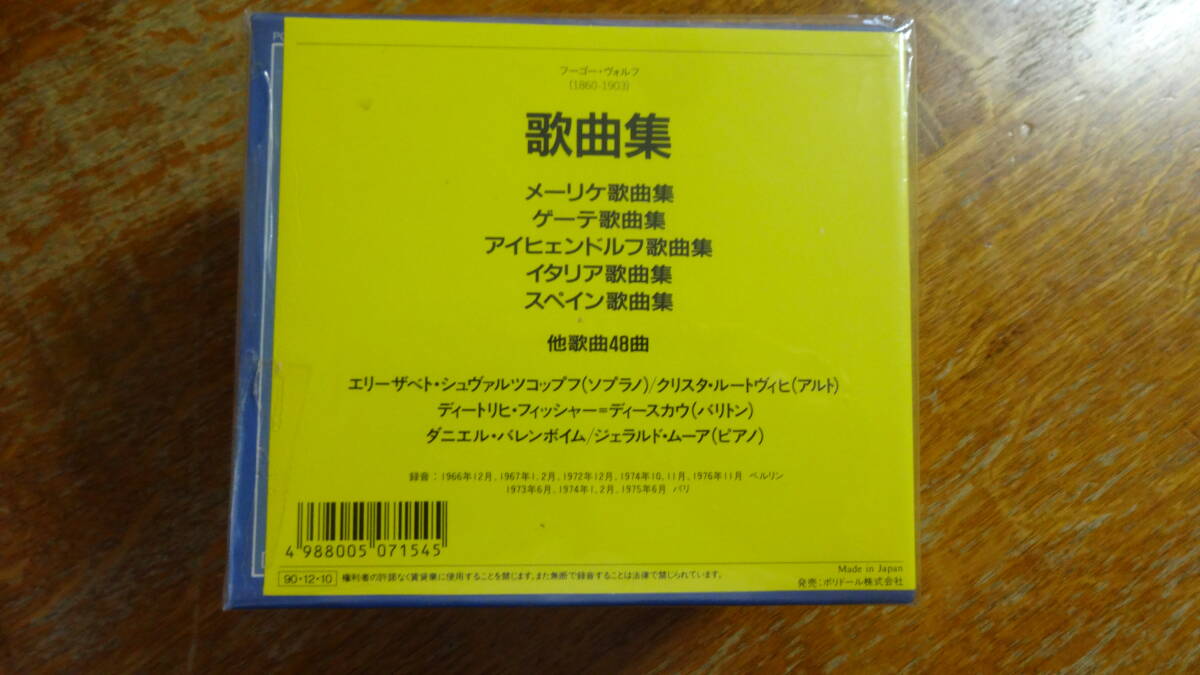 フーゴー・ヴォルフ
(1860-1903)
歌曲集
メーリケ歌曲集
ゲーテ歌曲集
アイヒェンドルフ歌曲集
イタリア歌曲集
スペイン歌曲集
他歌曲48曲
エリーザベト・シュヴァルツコップフ(ソプラノ)/クリスタ・ルートヴィヒ(アルト)
ディートリヒ・フィッシャー=ディースカウ(バリトン)
ダニエル・バレンボイム/ジェラルド・ムーア(ピアノ)
録音：1966年12月、1967年1、2月、1972年12月、1974年10、11月、1976年11月 ベルリン
1973年6月、1974年1、2月、1975年6月 パリ
4 988005 071545
90・12・10 権利者の許諾なく賃貸業に使用することを禁じます。また無断で録音することは法律で禁じられています。
Made in Japan
発売：ポリドール株式会社